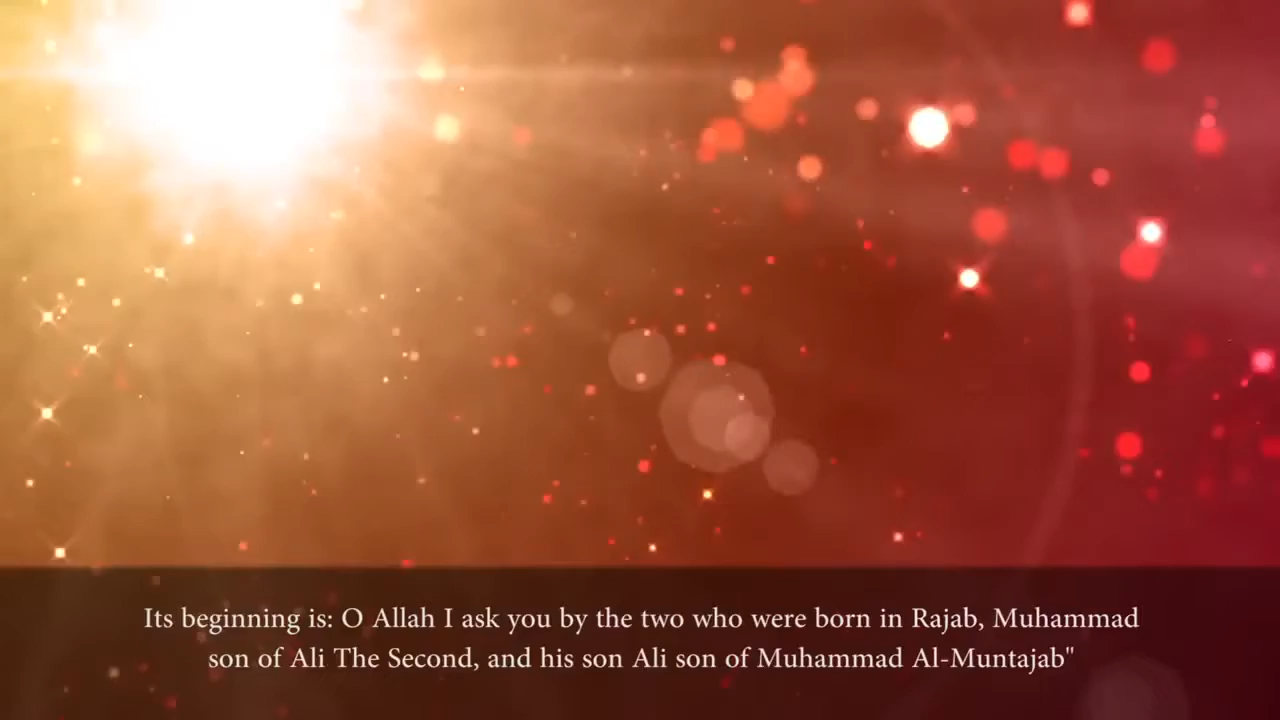 Its beginning is: O Allah I ask you by the two who were born in Rajab, Muhammad
son of Ali The Second, and his son Ali son of Muhammad Al-Muntajab"